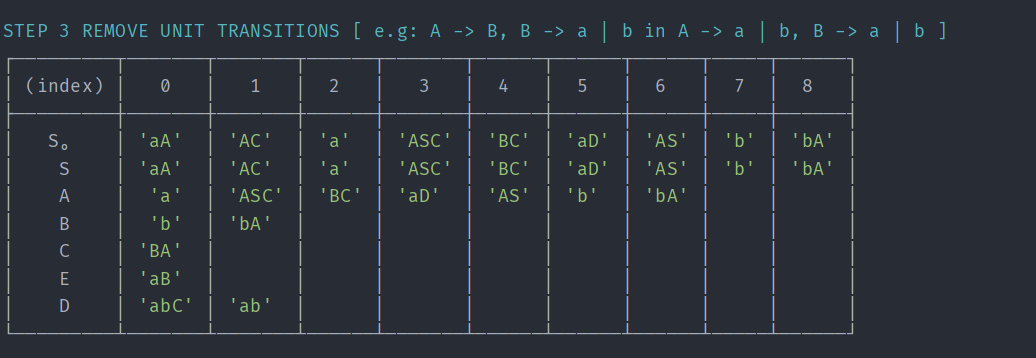 STEP 3 REMOVE UNIT TRANSITIONS [ e.g: A -> B, B -> a | b in A -> a | b, B -> a | b ]
(index) 0 1 2 3 4 5 6 7 8
S₀ 'aA' 'AC' 'a' 'ASC' 'BC' 'aD' 'AS' 'b' 'bA'
S 'aA' 'AC' 'a' 'ASC' 'BC' 'aD' 'AS' 'b' 'bA'
A 'a' 'ASC' 'BC' 'aD' 'AS' 'b' 'bA'
B 'b' 'bA'
C 'BA'
E 'aB'
D 'abC' 'ab'